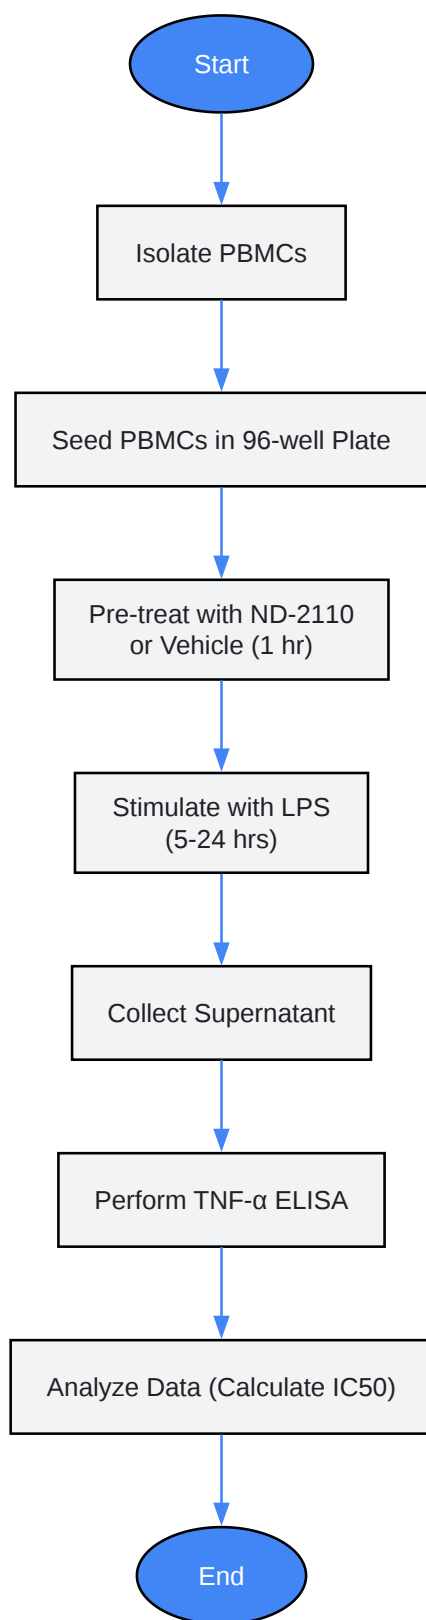 Start
Isolate PBMCs
Seed PBMCs in 96-well Plate
Pre-treat with ND-2110
or Vehicle (1 hr)
Stimulate with LPS
(5-24 hrs)
Collect Supernatant
Perform TNF-α ELISA
Analyze Data (Calculate IC50)
End